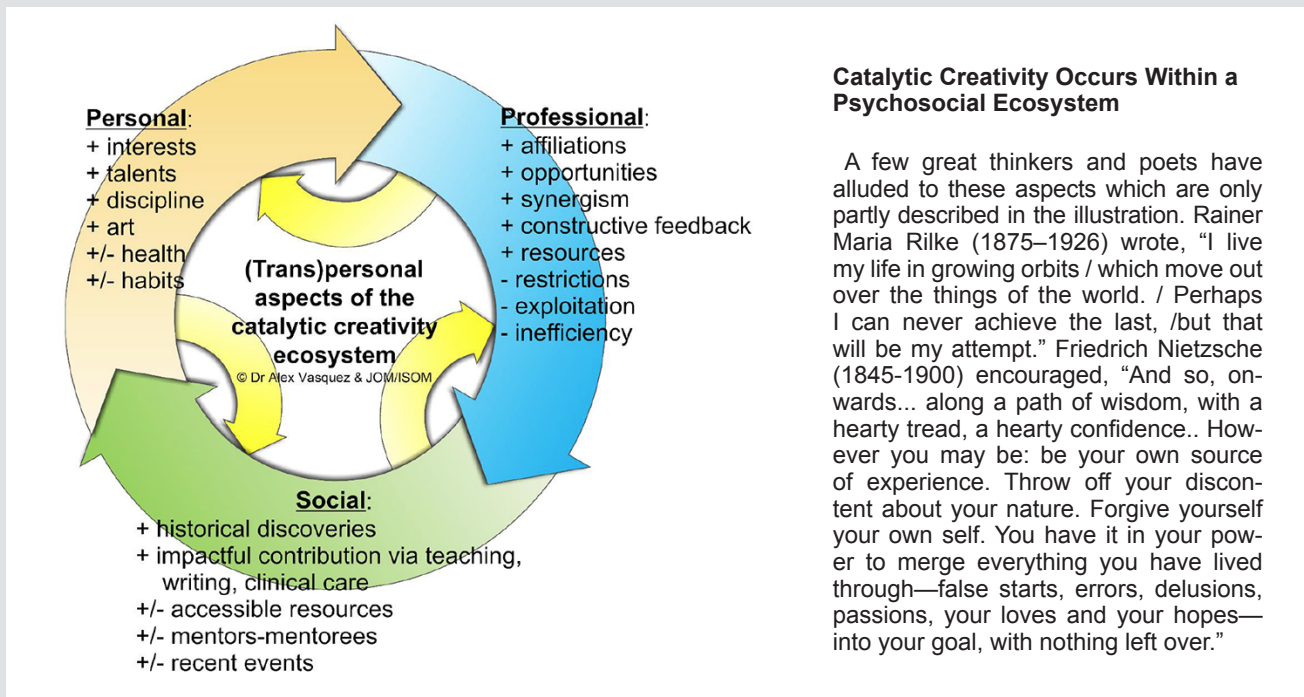 Personal:
+ interests
+ talents
+ discipline
+ art
+/- health
+/- habits
Professional:
+ affiliations
+ opportunities
+ synergism
+ constructive feedback
+ resources
- restrictions
- exploitation
- inefficiency
(Trans)personal
aspects of the
catalytic creativity
ecosystem
© Dr Alex Vasquez & JOM/ISOM
Social:
+ historical discoveries
+ impactful contribution via teaching,
writing, clinical care
+/- accessible resources
+/- mentors-mentorees
+/- recent events
Catalytic Creativity Occurs Within a
Psychosocial Ecosystem
A few great thinkers and poets have
alluded to these aspects which are only
partly described in the illustration. Rainer
Maria Rilke (1875–1926) wrote, “I live
my life in growing orbits / which move out
over the things of the world. / Perhaps
I can never achieve the last, /but that
will be my attempt.” Friedrich Nietzsche
(1845-1900) encouraged, “And so, on-
wards... along a path of wisdom, with a
hearty tread, a hearty confidence.. How-
ever you may be: be your own source
of experience. Throw off your discon-
tent about your nature. Forgive yourself
your own self. You have it in your pow-
er to merge everything you have lived
through—false starts, errors, delusions,
passions, your loves and your hopes—
into your goal, with nothing left over.”